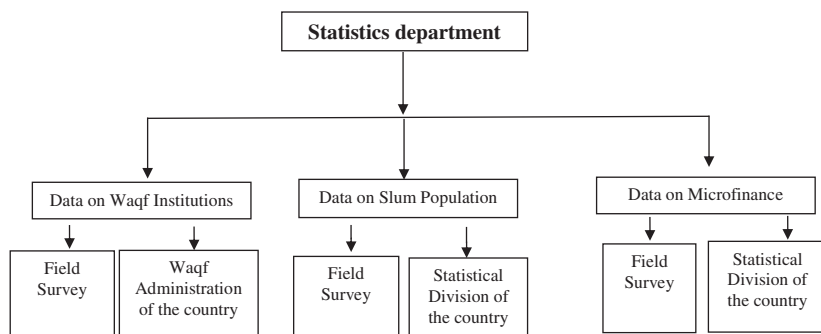 Statistics department
Data on Waqf Institutions
Data on Slum Population
Data on Microfinance
Field
Survey
Waqf
Administration
of the country
Field
Survey
Statistical
Division of
the country
Field
Survey
Statistical
Division of
the country